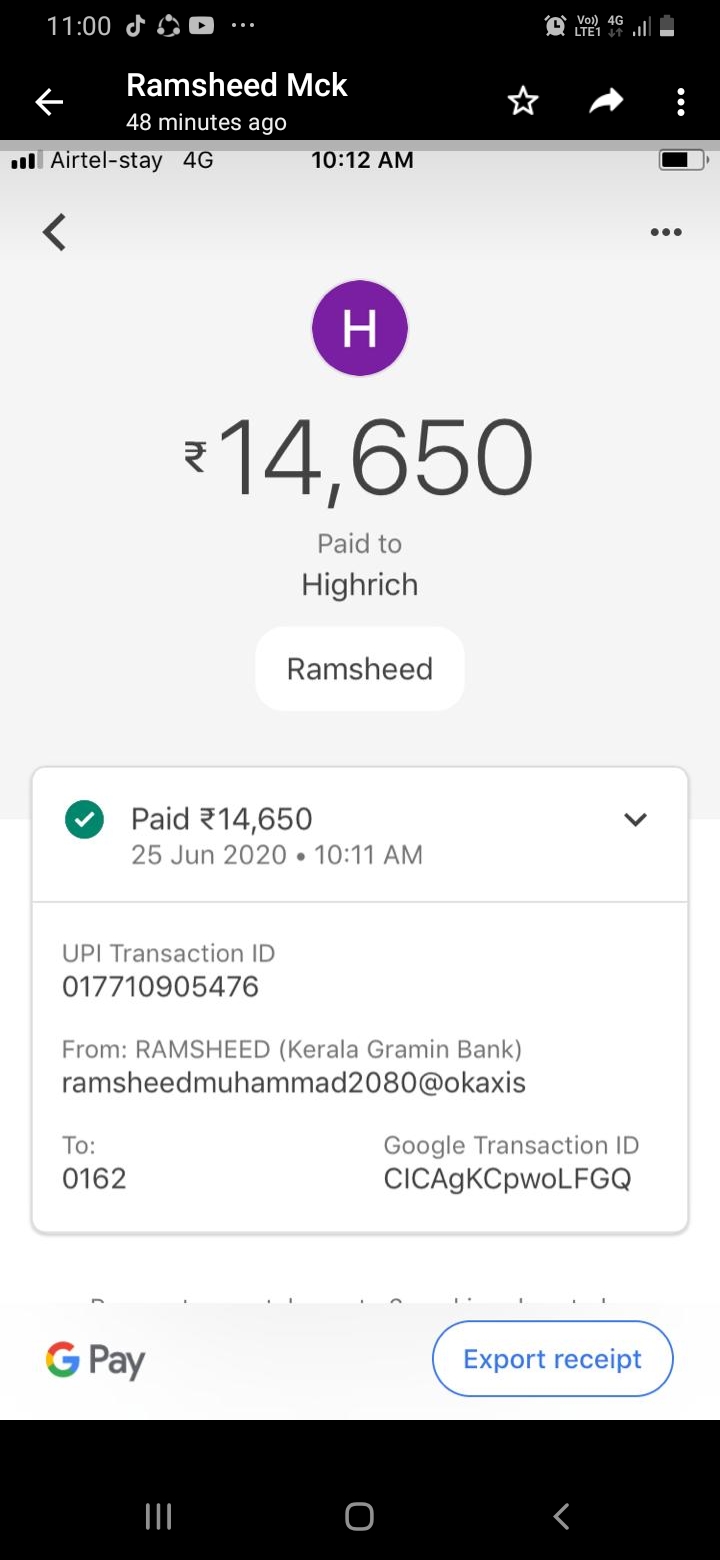 11:00 ... Vo)) LTE1 4G
Ramsheed Mck
48 minutes ago
Airtel-stay 4G 10:12 AM
H
₹14,650
Paid to
Highrich
Ramsheed
Paid ₹14,650
25 Jun 2020 • 10:11 AM
UPI Transaction ID
017710905476
From: RAMSHEED (Kerala Gramin Bank)
ramsheedmuhammad2080@okaxis
To: Google Transaction ID
0162 CICAgKCpwoLFGQ
G Pay Export receipt